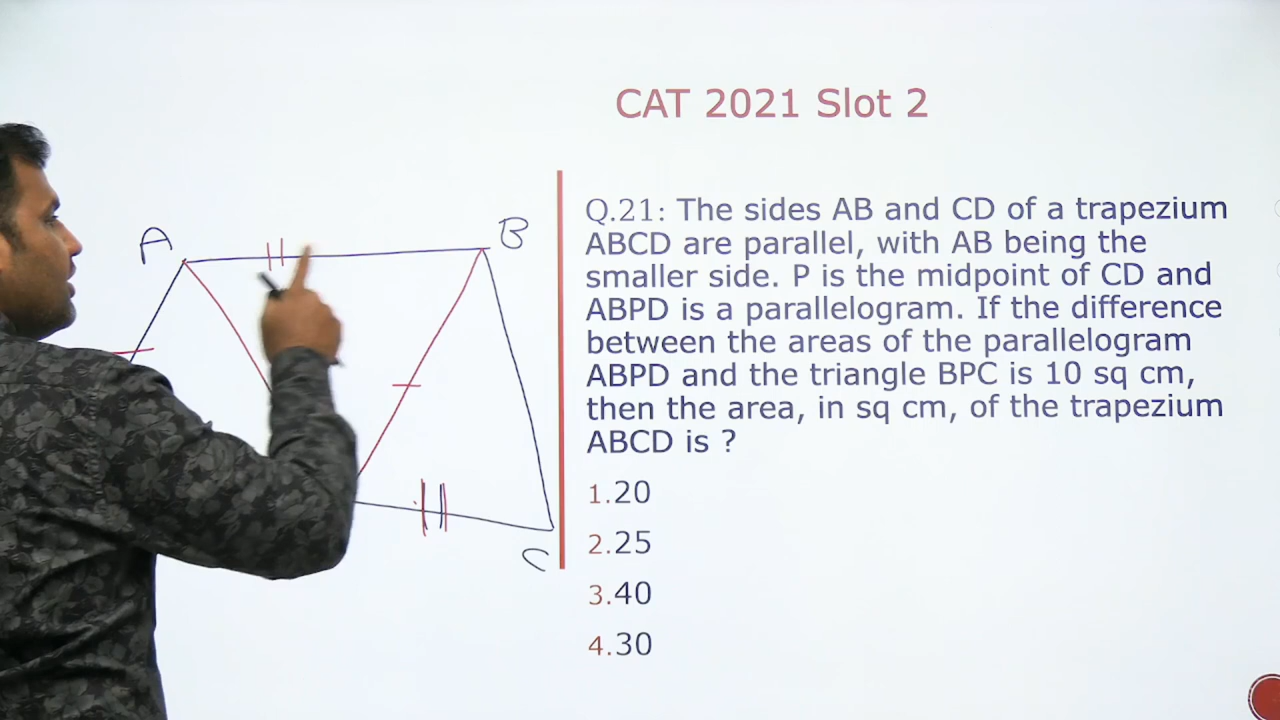 CAT 2021 Slot 2
A
B
Q.21: The sides AB and CD of a trapezium
ABCD are parallel, with AB being the
smaller side. P is the midpoint of CD and
ABPD is a parallelogram. If the difference
between the areas of the parallelogram
ABPD and the triangle BPC is 10 sq cm,
then the area, in sq cm, of the trapezium
ABCD is ?
1.20
2.25
C
3.40
4.30